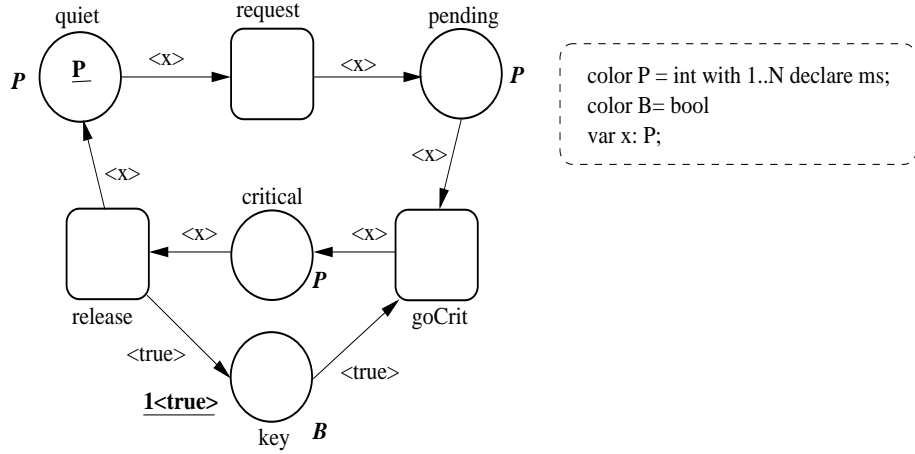 quiet
request
pending
P
P
<x>
<x>
P
color P = int with 1..N declare ms;
color B= bool
var x: P;
<x>
<x>
critical
<x>
<x>
P
release
goCrit
<true>
<true>
1<true>
key
B